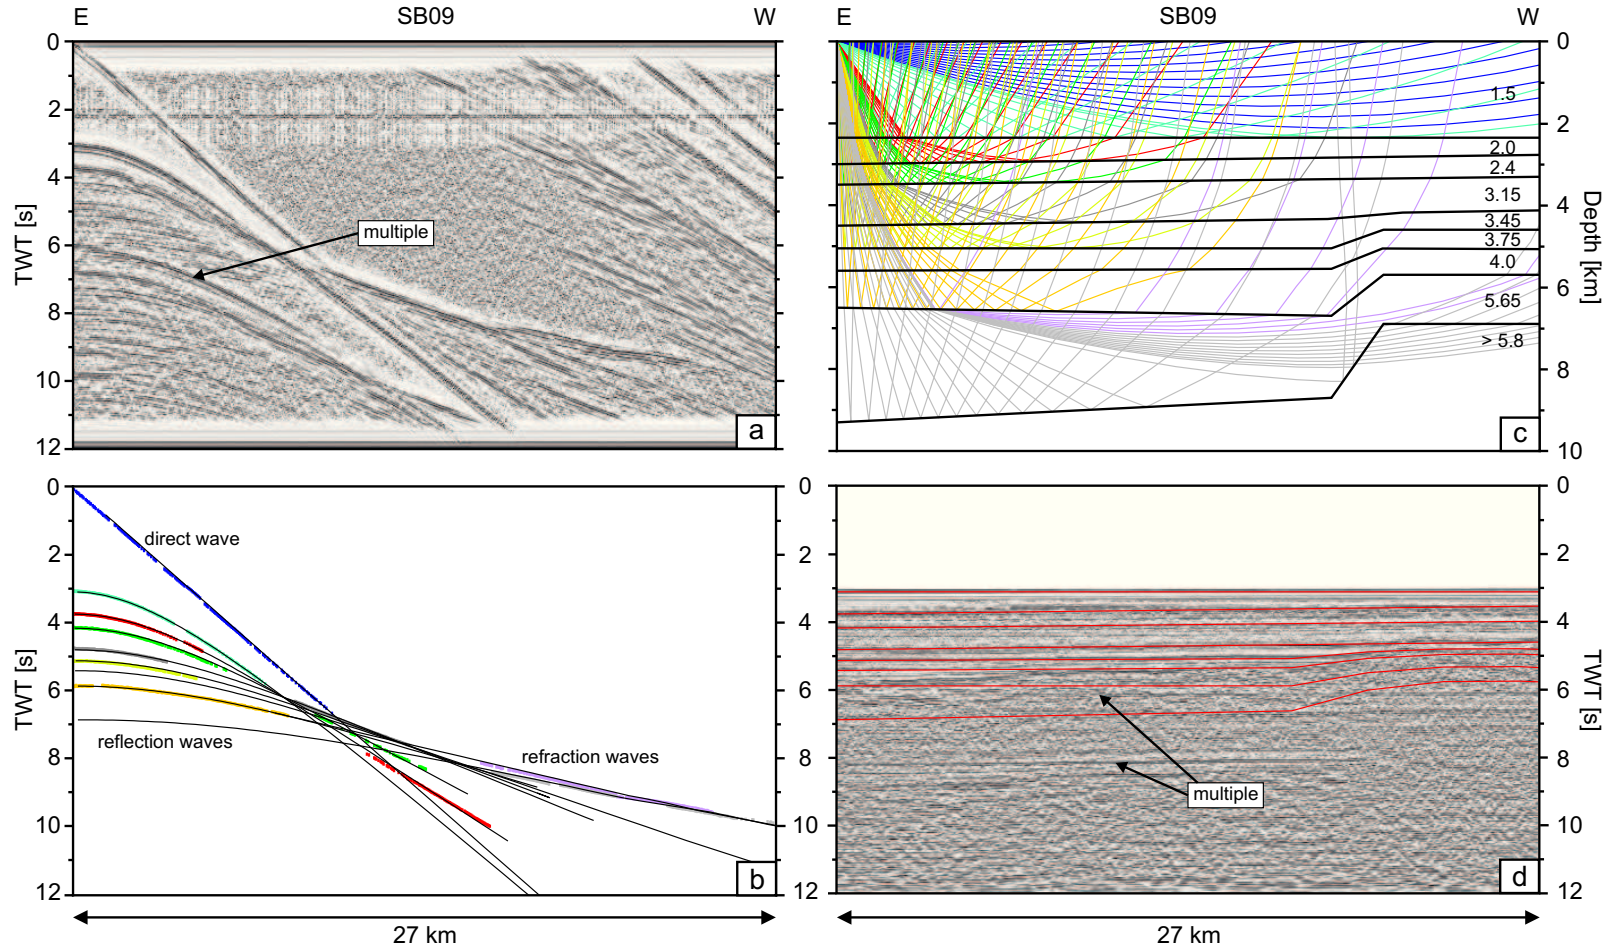 E SB09 W
0
2
4
6
8
10
12
TWT [s]
multiple
a
E SB09 W
0
2
4
6
8
10
Depth [km]
1.5
2.0
2.4
3.15
3.45
3.75
4.0
5.65
> 5.8
c
0
2
4
6
8
10
12
TWT [s]
direct wave
reflection waves
refraction waves
b
0
2
4
6
8
10
12
27 km
0
2
4
6
8
10
12
TWT [s]
multiple
d
27 km